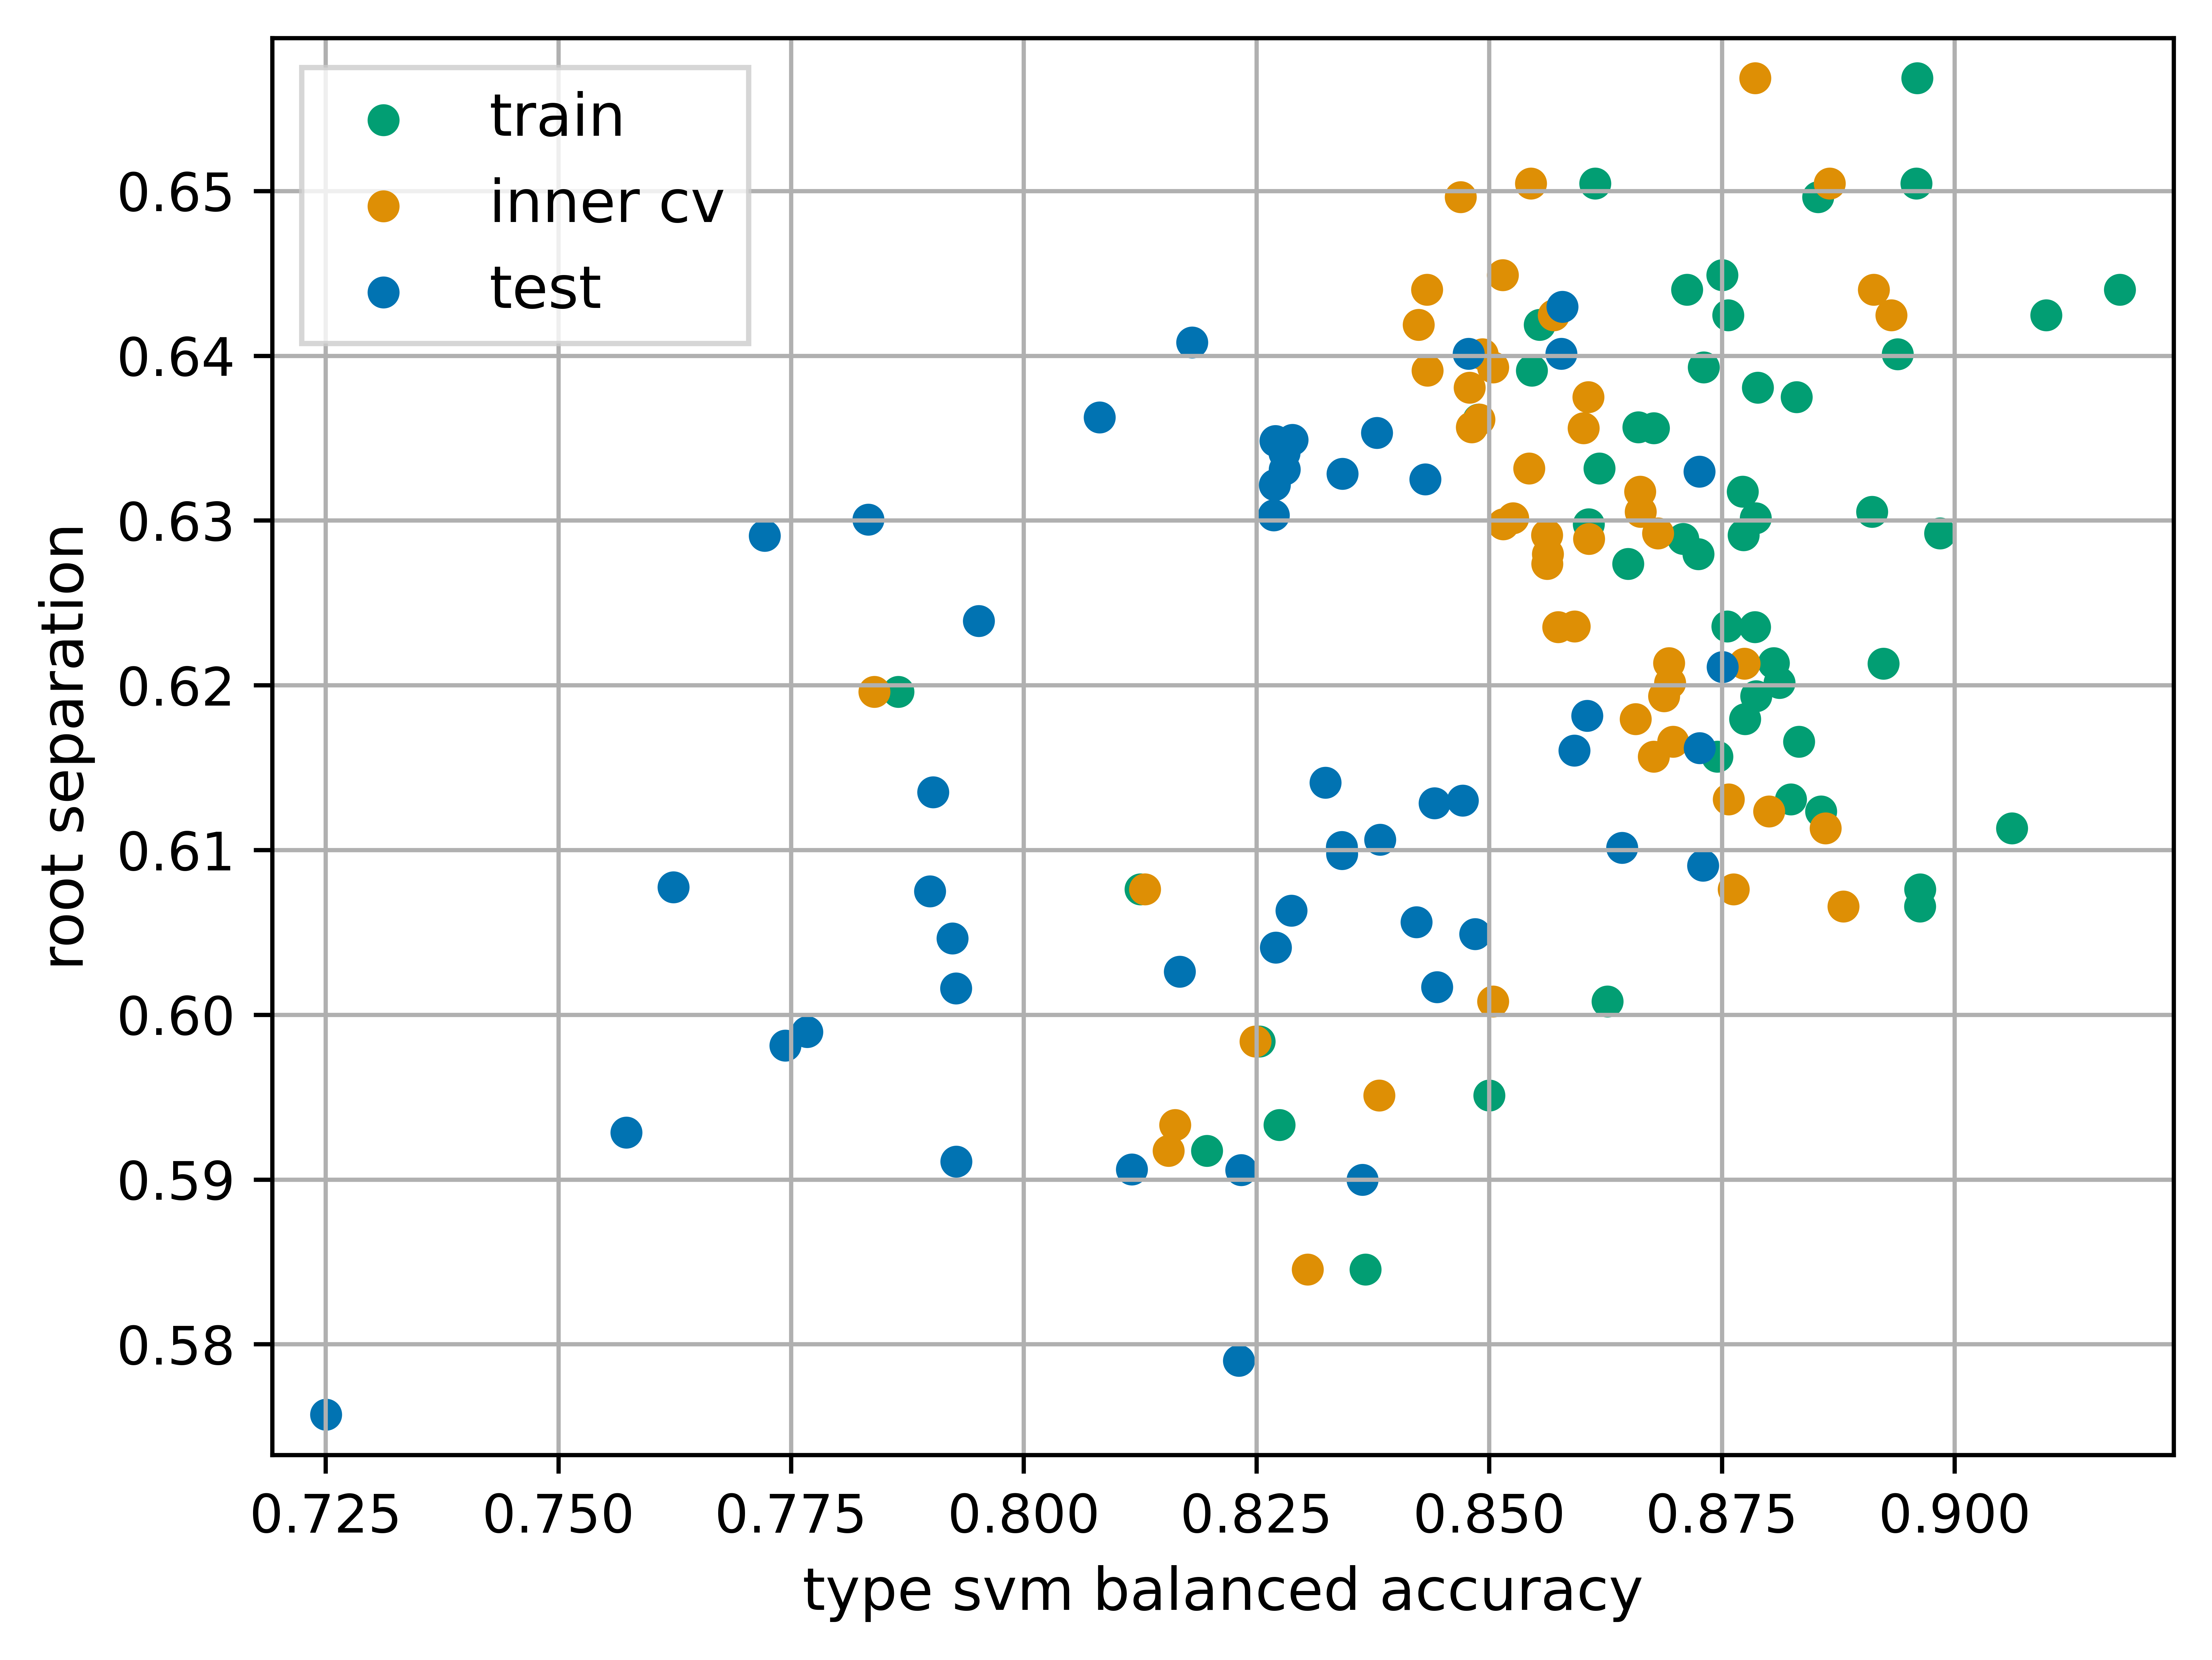 train
inner cv
test
root separation
0.65
0.64
0.63
0.62
0.61
0.60
0.59
0.58
0.725 0.750 0.775 0.800 0.825 0.850 0.875 0.900
type svm balanced accuracy